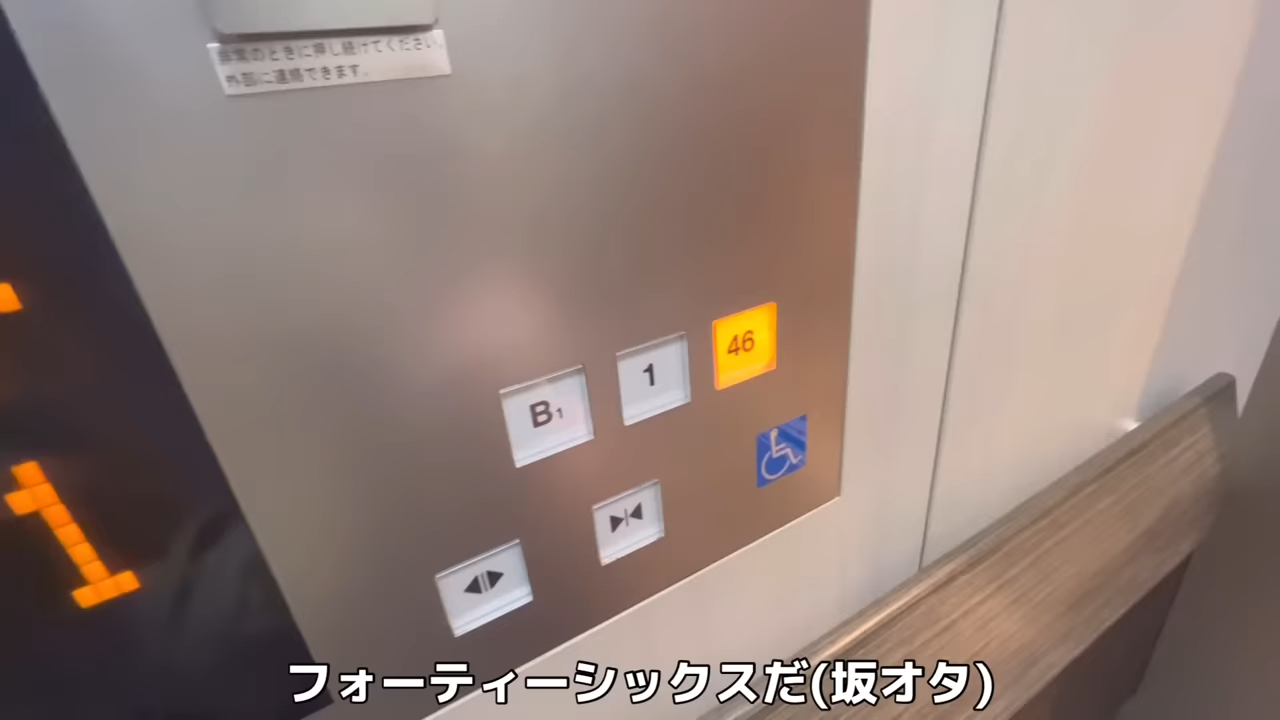 非常のときに押し続けてください。
外部に連絡できます。
46
1
B1
1
フォーティーシックスだ(坂オタ)